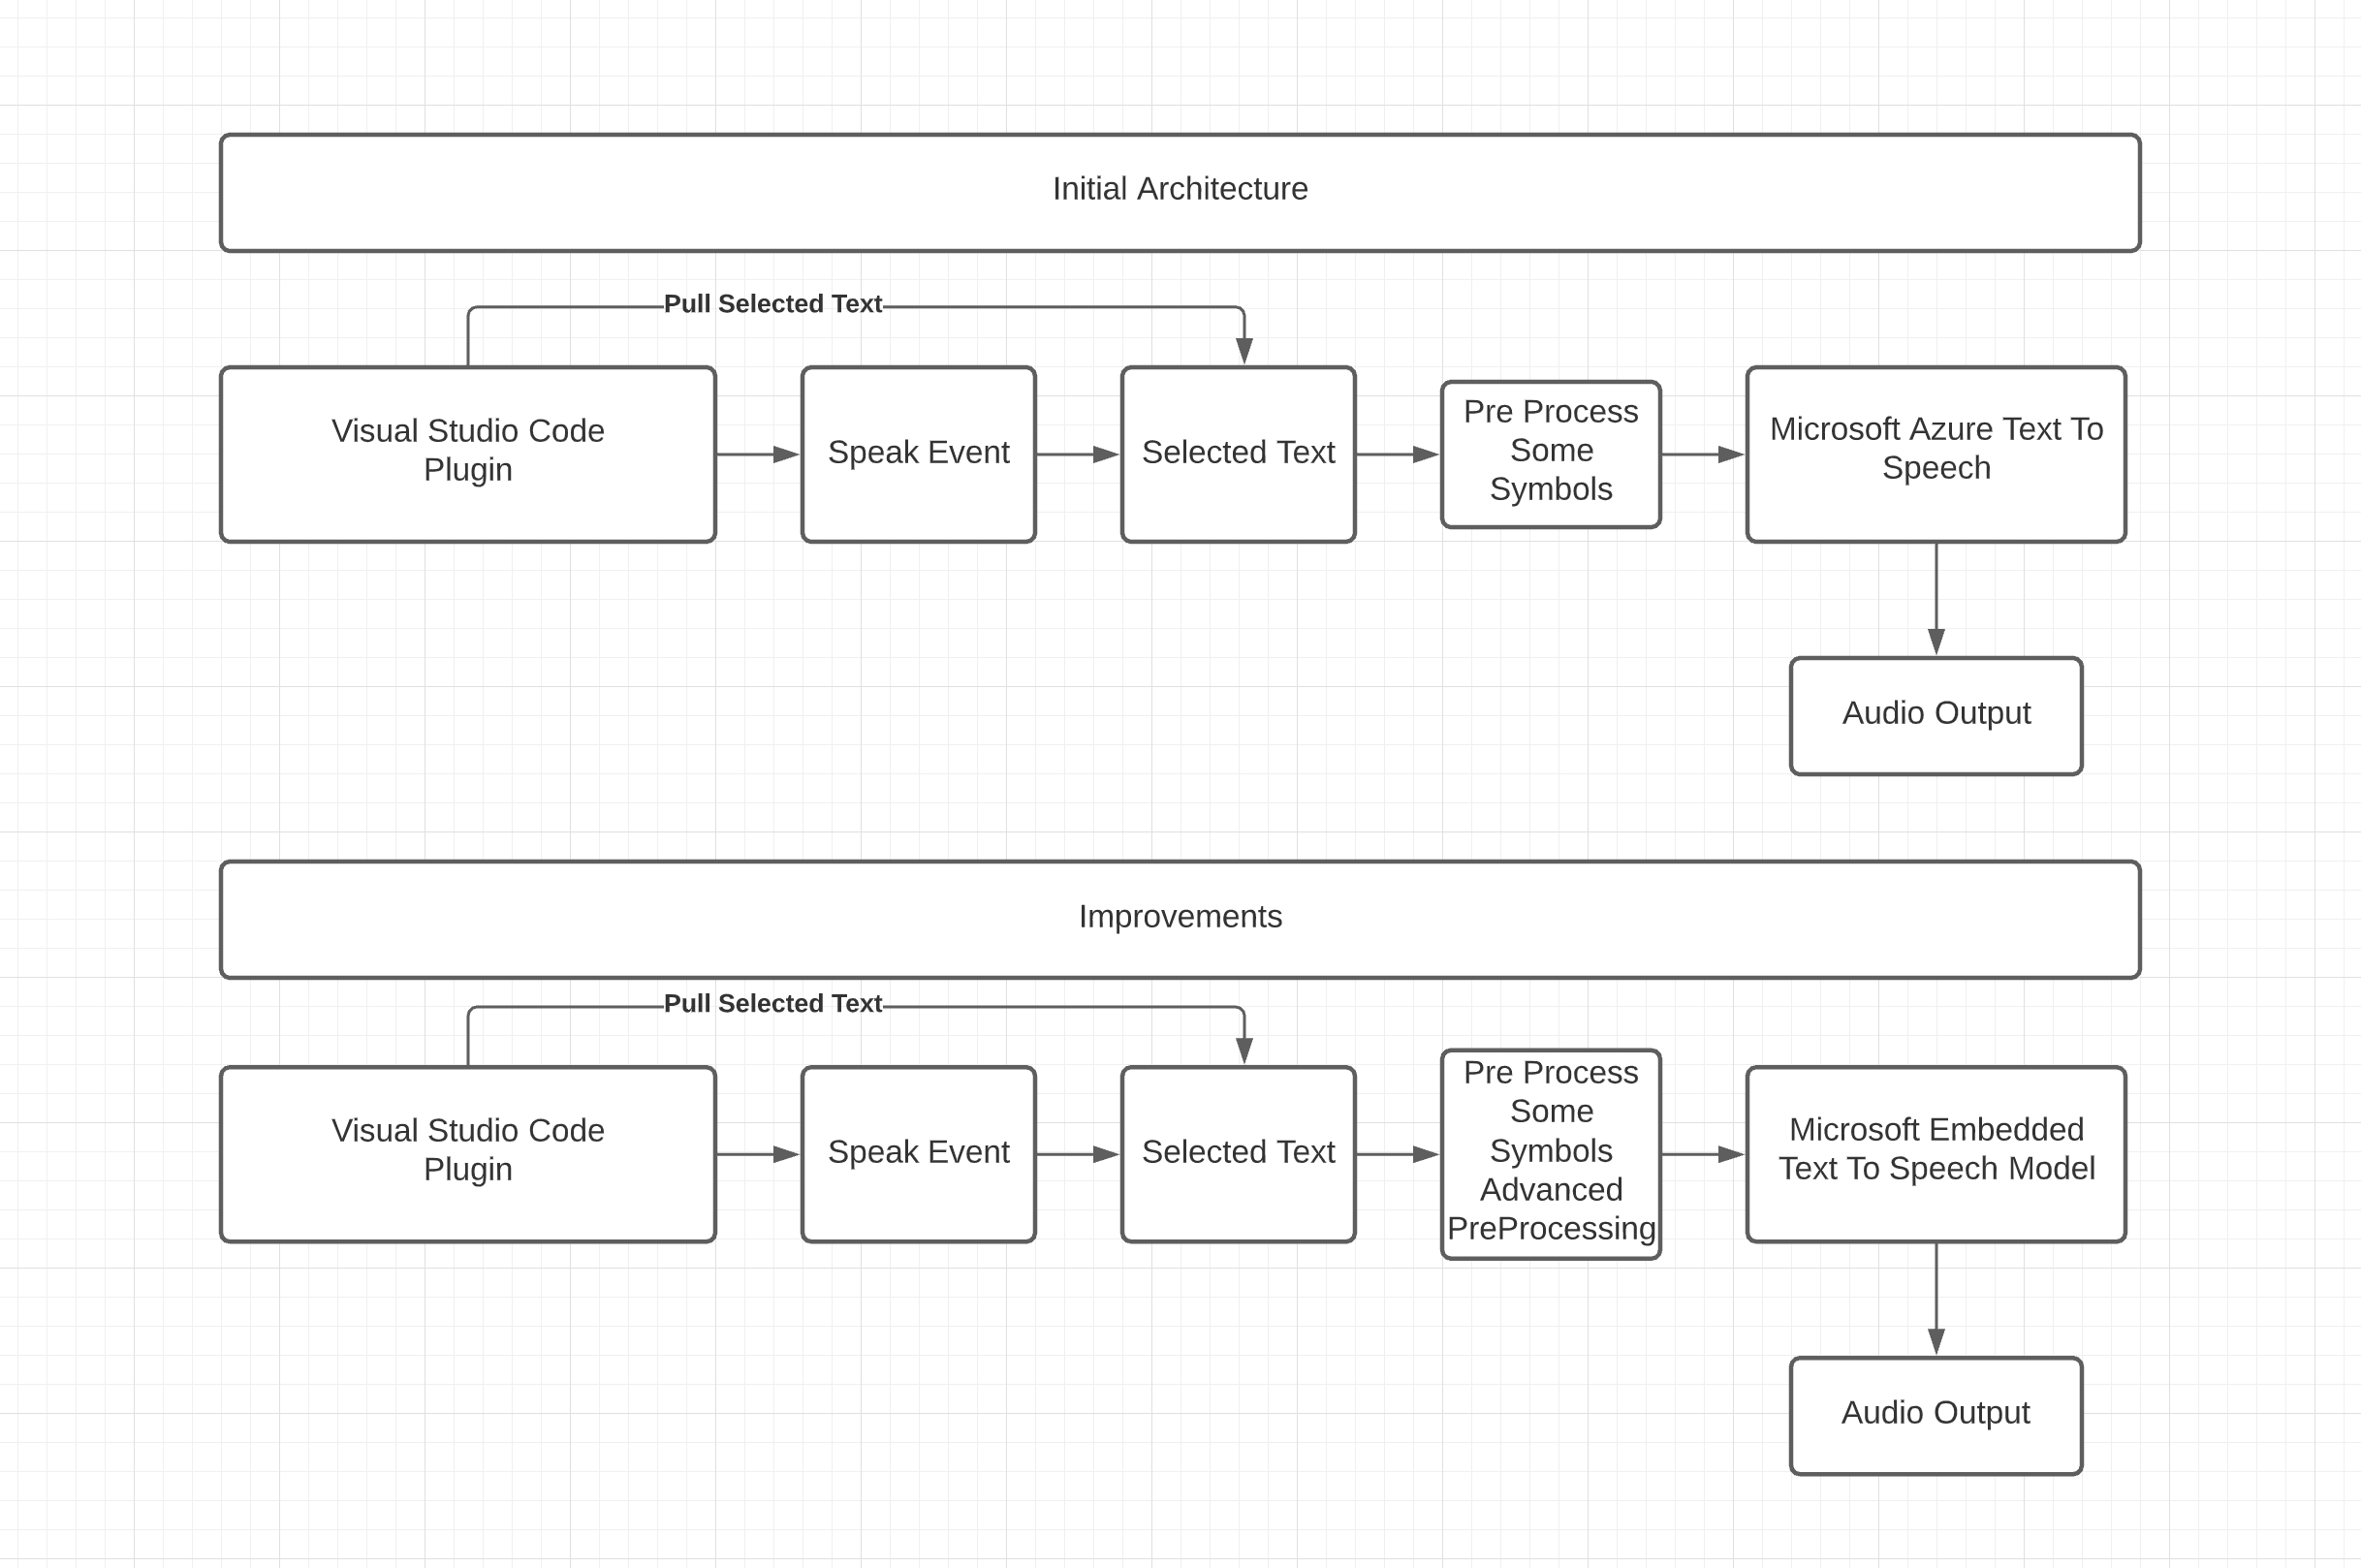 Initial Architecture
Pull Selected Text
Visual Studio Code
Plugin
Speak Event
Selected Text
Pre Process
Some
Symbols
Microsoft Azure Text To
Speech
Audio Output
Improvements
Pull Selected Text
Visual Studio Code
Plugin
Speak Event
Selected Text
Pre Process
Some
Symbols
Advanced
PreProcessing
Microsoft Embedded
Text To Speech Model
Audio Output